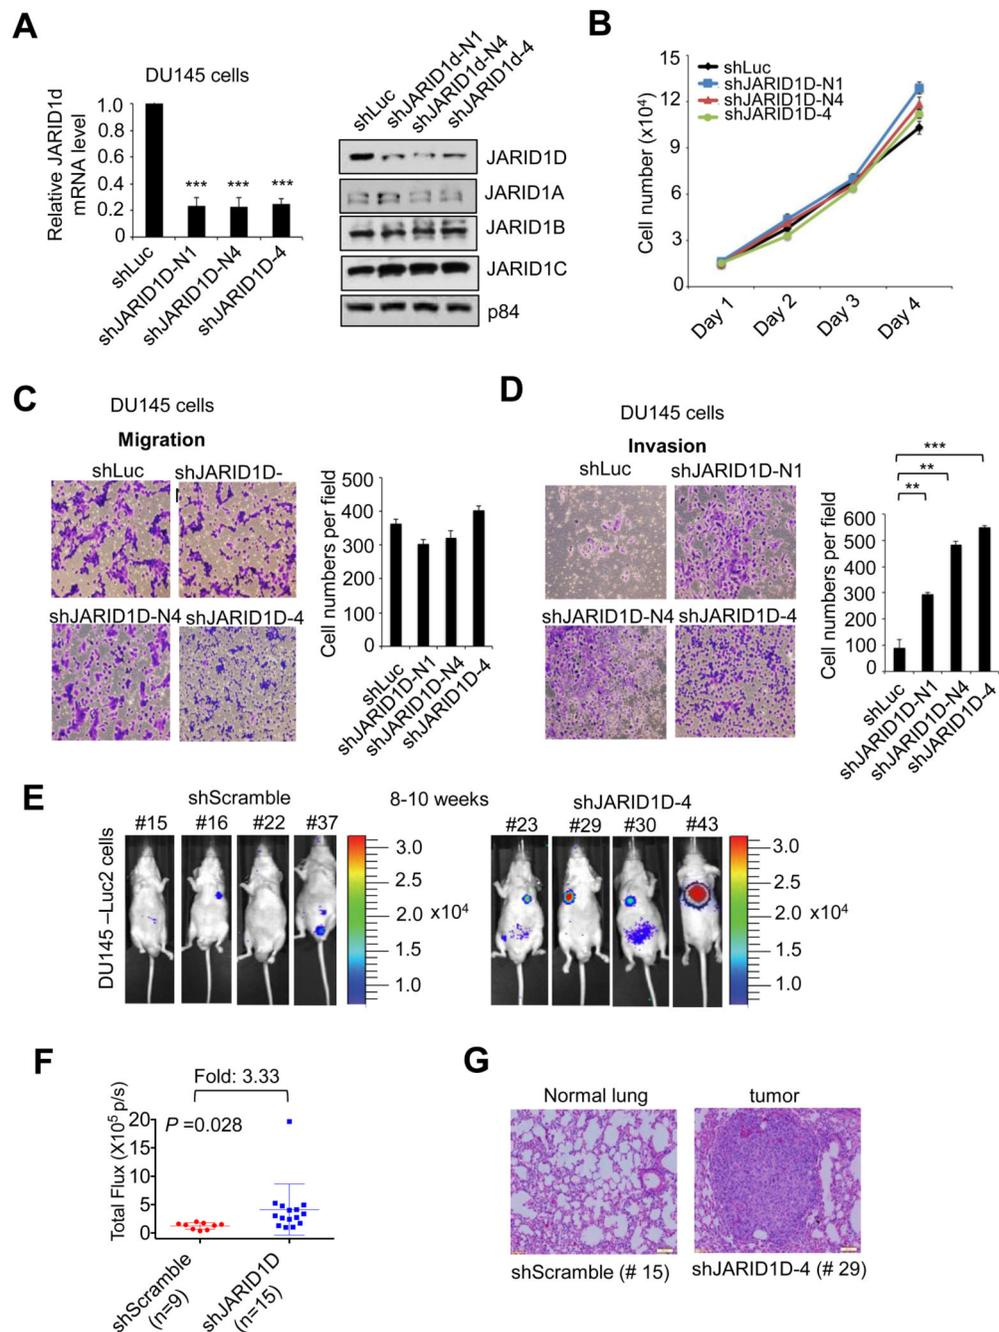 A
DU145 cells
Relative JARID1d
mRNA level
1.0
0.8
0.6
0.4
0.2
0
***
***
***
shLuc
shJARID1D-N1
shJARID1D-N4
shJARID1D-4
shLuc
shJARID1d-N1
shJARID1d-N4
shJARID1d-4
JARID1D
JARID1A
JARID1B
JARID1C
p84
B
Cell number (x10⁴)
15
12
9
6
3
0
shLuc
shJARID1D-N1
shJARID1D-N4
shJARID1D-4
Day 1
Day 2
Day 3
Day 4
C
DU145 cells
Migration
shLuc
shJARID1D-
shJARID1D-N4
shJARID1D-4
Cell numbers per field
500
400
300
200
100
0
shLuc
shJARID1D-N1
shJARID1D-N4
shJARID1D-4
D
DU145 cells
Invasion
shLuc
shJARID1D-N1
shJARID1D-N4
shJARID1D-4
Cell numbers per field
600
500
400
300
200
100
0
***
**
**
shLuc
shJARID1D-N1
shJARID1D-N4
shJARID1D-4
E
shScramble
8-10 weeks
shJARID1D-4
DU145 –Luc2 cells
#15
#16
#22
#37
3.0
2.5
2.0 x10⁴
1.5
1.0
#23
#29
#30
#43
3.0
2.5
2.0 x10⁴
1.5
1.0
F
Fold: 3.33
P =0.028
Total Flux (X10⁵ p/s)
20
15
10
5
0
shScramble
(n=9)
shJARID1D
(n=15)
G
Normal lung
tumor
shScramble (# 15)
shJARID1D-4 (# 29)